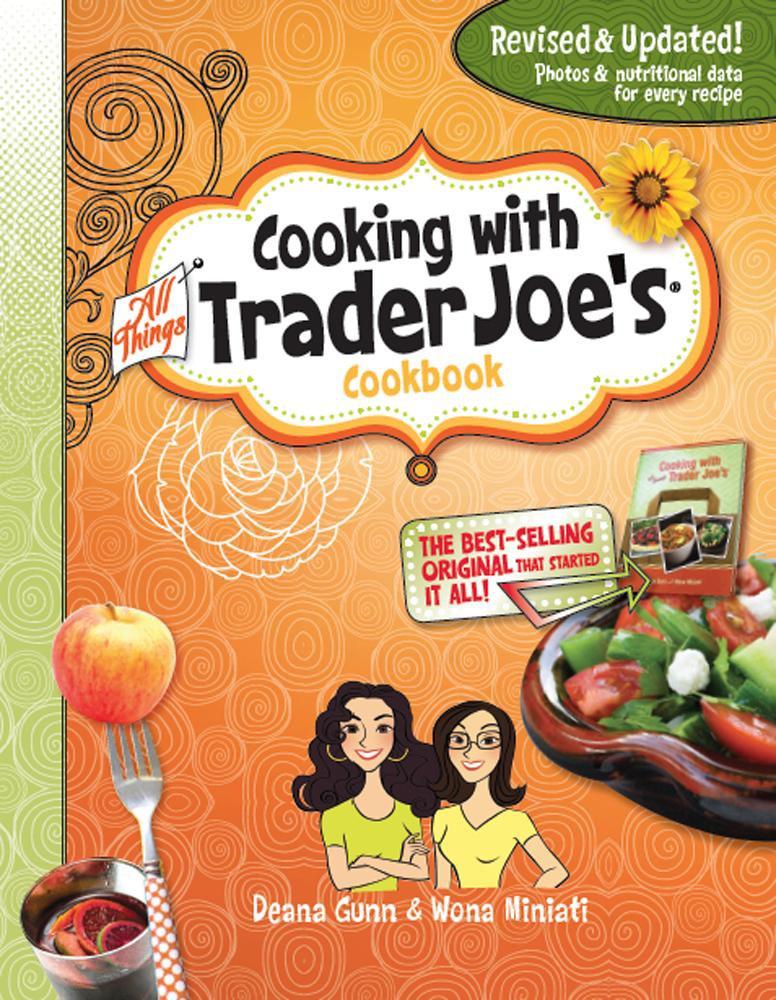 Revised & Updated!
Photos & nutritional data
for every recipe
Cooking with
All
Things
Trader Joe's®
Cookbook
Cooking with
Trader Joe's
THE BEST-SELLING
ORIGINAL THAT STARTED
IT ALL!
Deana Gunn & Wona Miniati